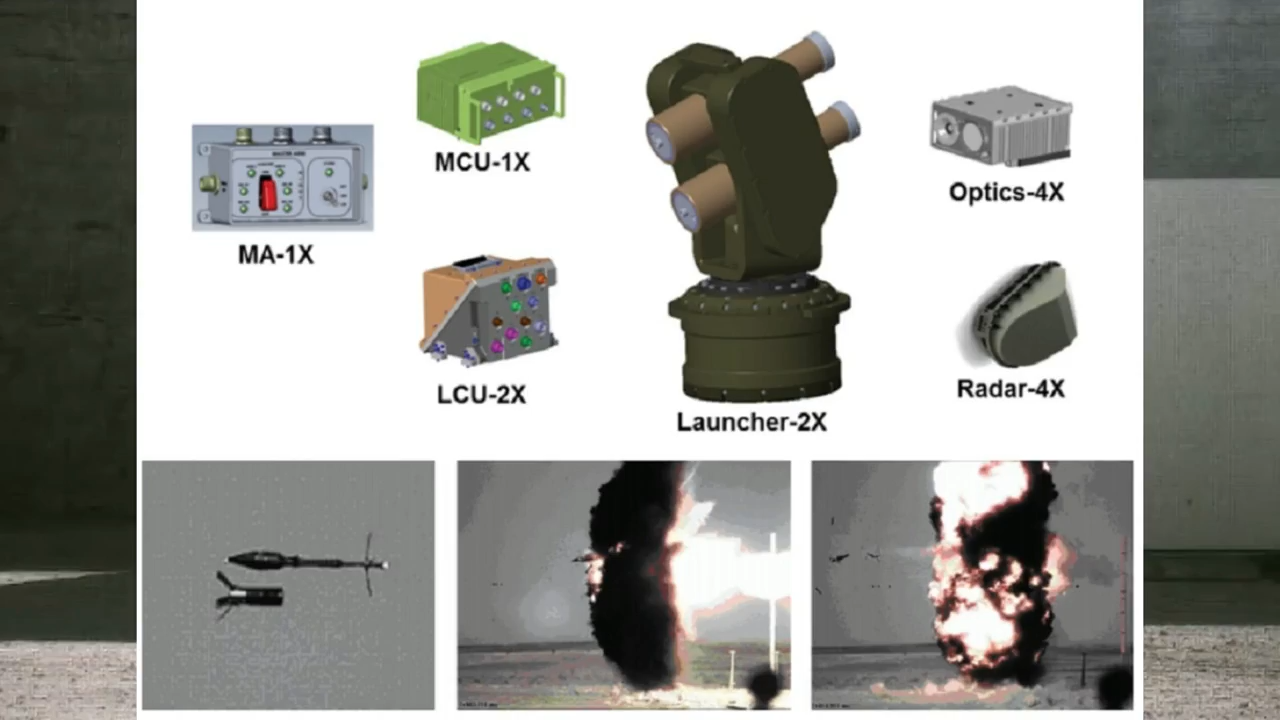 MCU-1X
Optics-4X
MA-1X
LCU-2X
Radar-4X
Launcher-2X